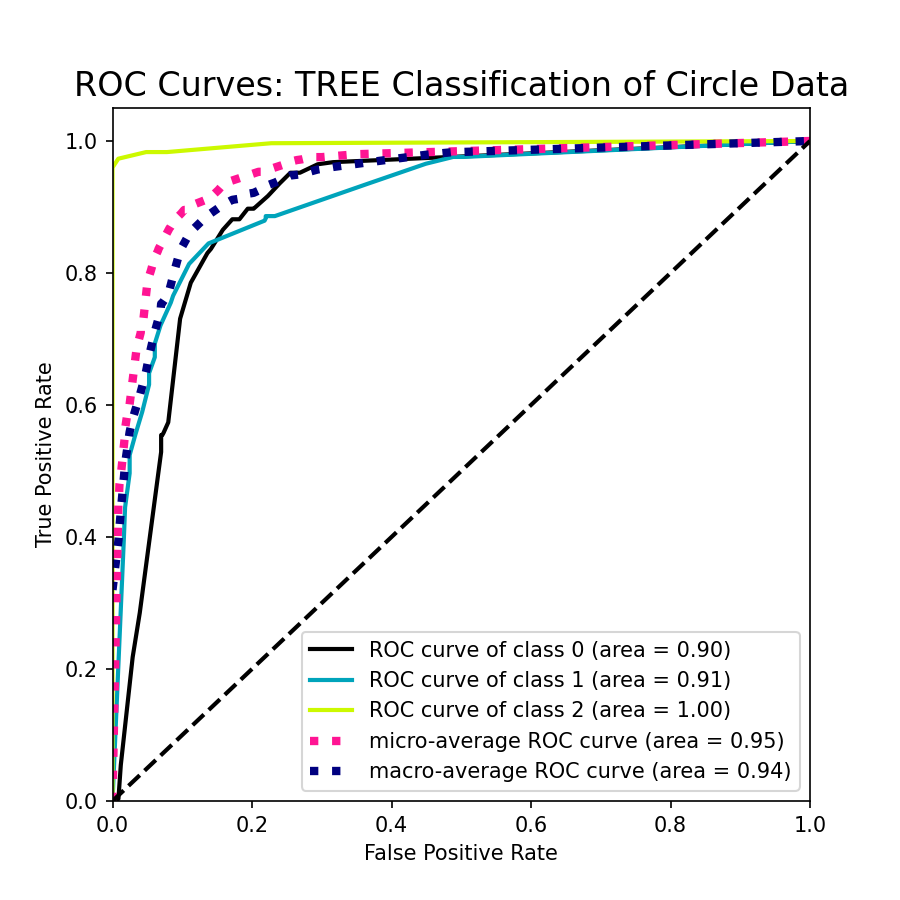 ROC Curves: TREE Classification of Circle Data
1.0
0.8
0.6
0.4
0.2
0.0
True Positive Rate
ROC curve of class 0 (area = 0.90)
ROC curve of class 1 (area = 0.91)
ROC curve of class 2 (area = 1.00)
micro-average ROC curve (area = 0.95)
macro-average ROC curve (area = 0.94)
0.0 0.2 0.4 0.6 0.8 1.0
False Positive Rate